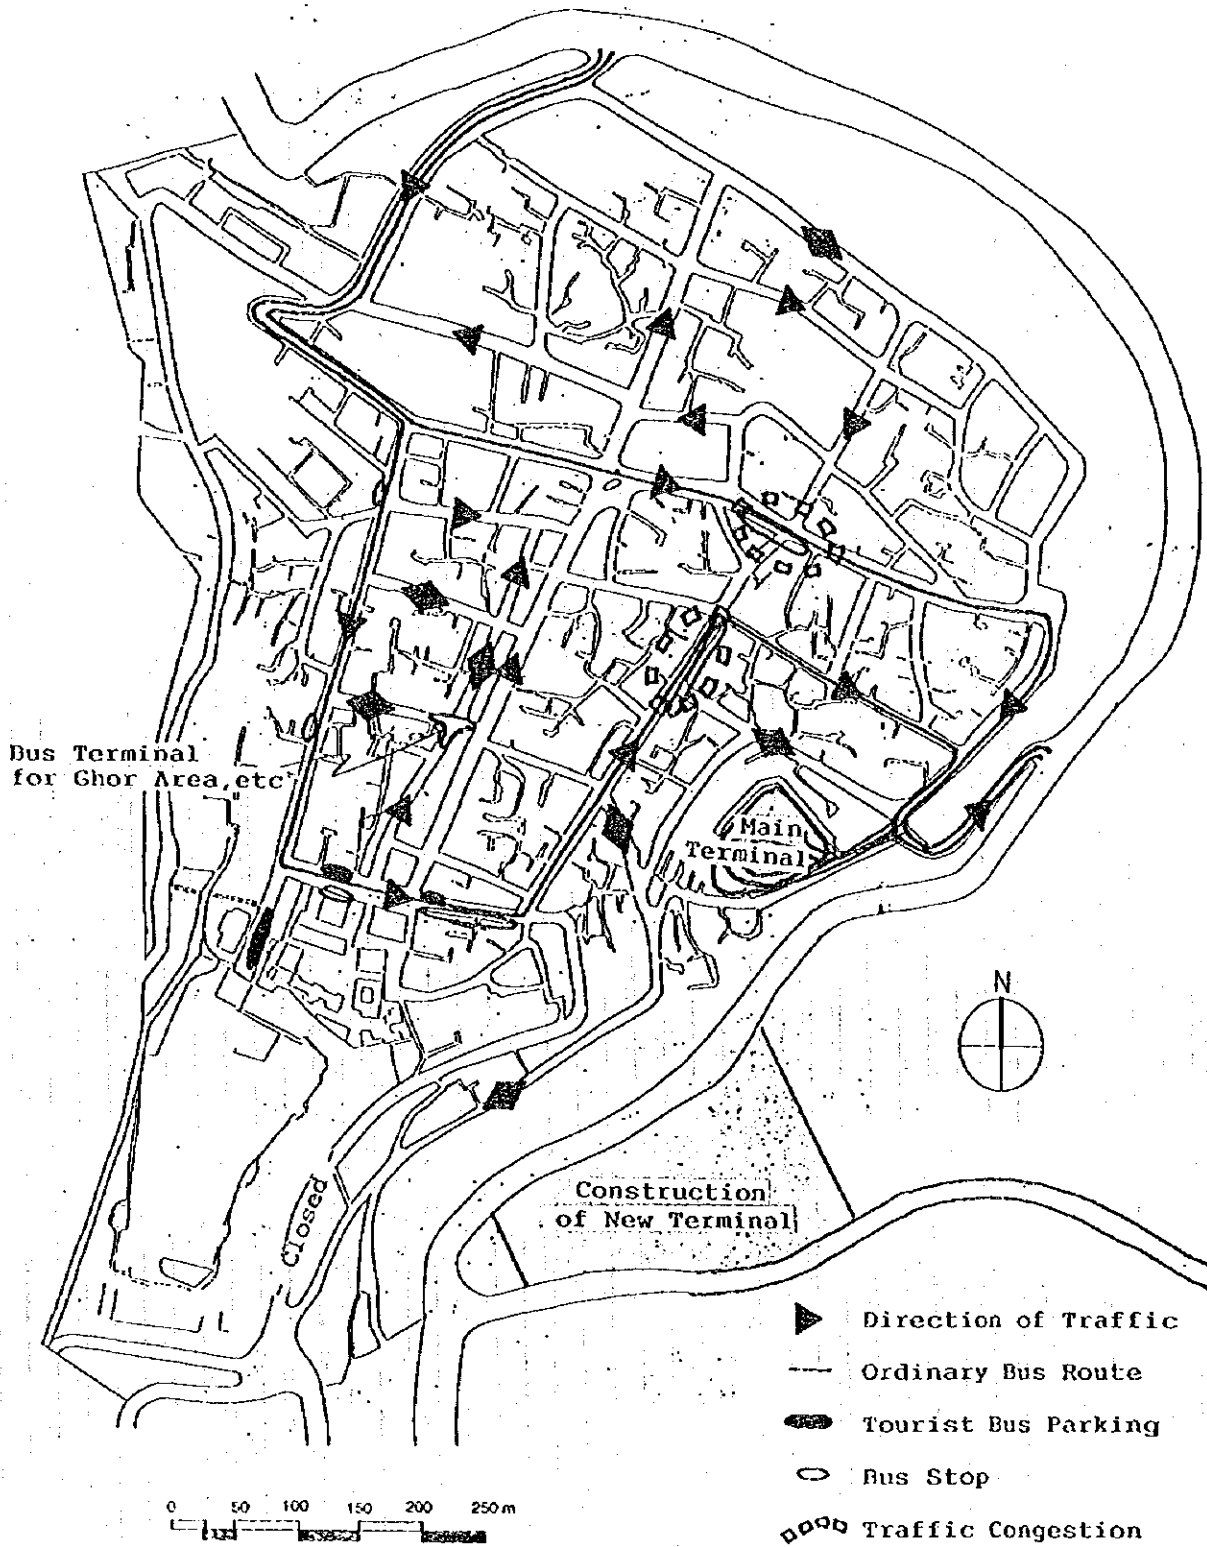 Bus Terminal
for Ghor Area,etc
Main
Terminal
N
Closed
Construction
of New Terminal
Direction of Traffic
Ordinary Bus Route
Tourist Bus Parking
Bus Stop
Traffic Congestion
0 50 100 150 200 250 m